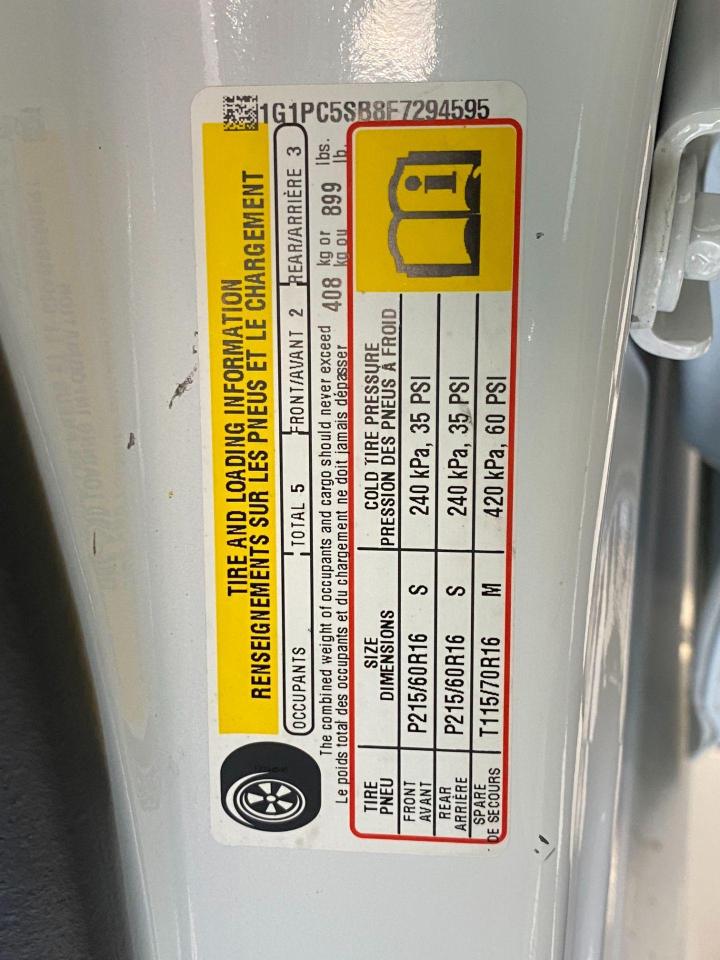 1G1PC5SB8F7294595
TIRE AND LOADING INFORMATION
RENSEIGNEMENTS SUR LES PNEUS ET LE CHARGEMENT
OCCUPANTS TOTAL 5 FRONT/AVANT 2 REAR/ARRIÈRE 3
The combined weight of occupants and cargo should never exceed 408 kg or 899 lbs.
Le poids total des occupants et du chargement ne doit jamais dépasser kg ou lb.
TIRE SIZE COLD TIRE PRESSURE
PNEU DIMENSIONS PRESSION DES PNEUS À FROID
FRONT
AVANT P215/60R16 S 240 kPa, 35 PSI
REAR
ARRIÈRE P215/60R16 S 240 kPa, 35 PSI
SPARE
DE SECOURS T115/70R16 M 420 kPa, 60 PSI